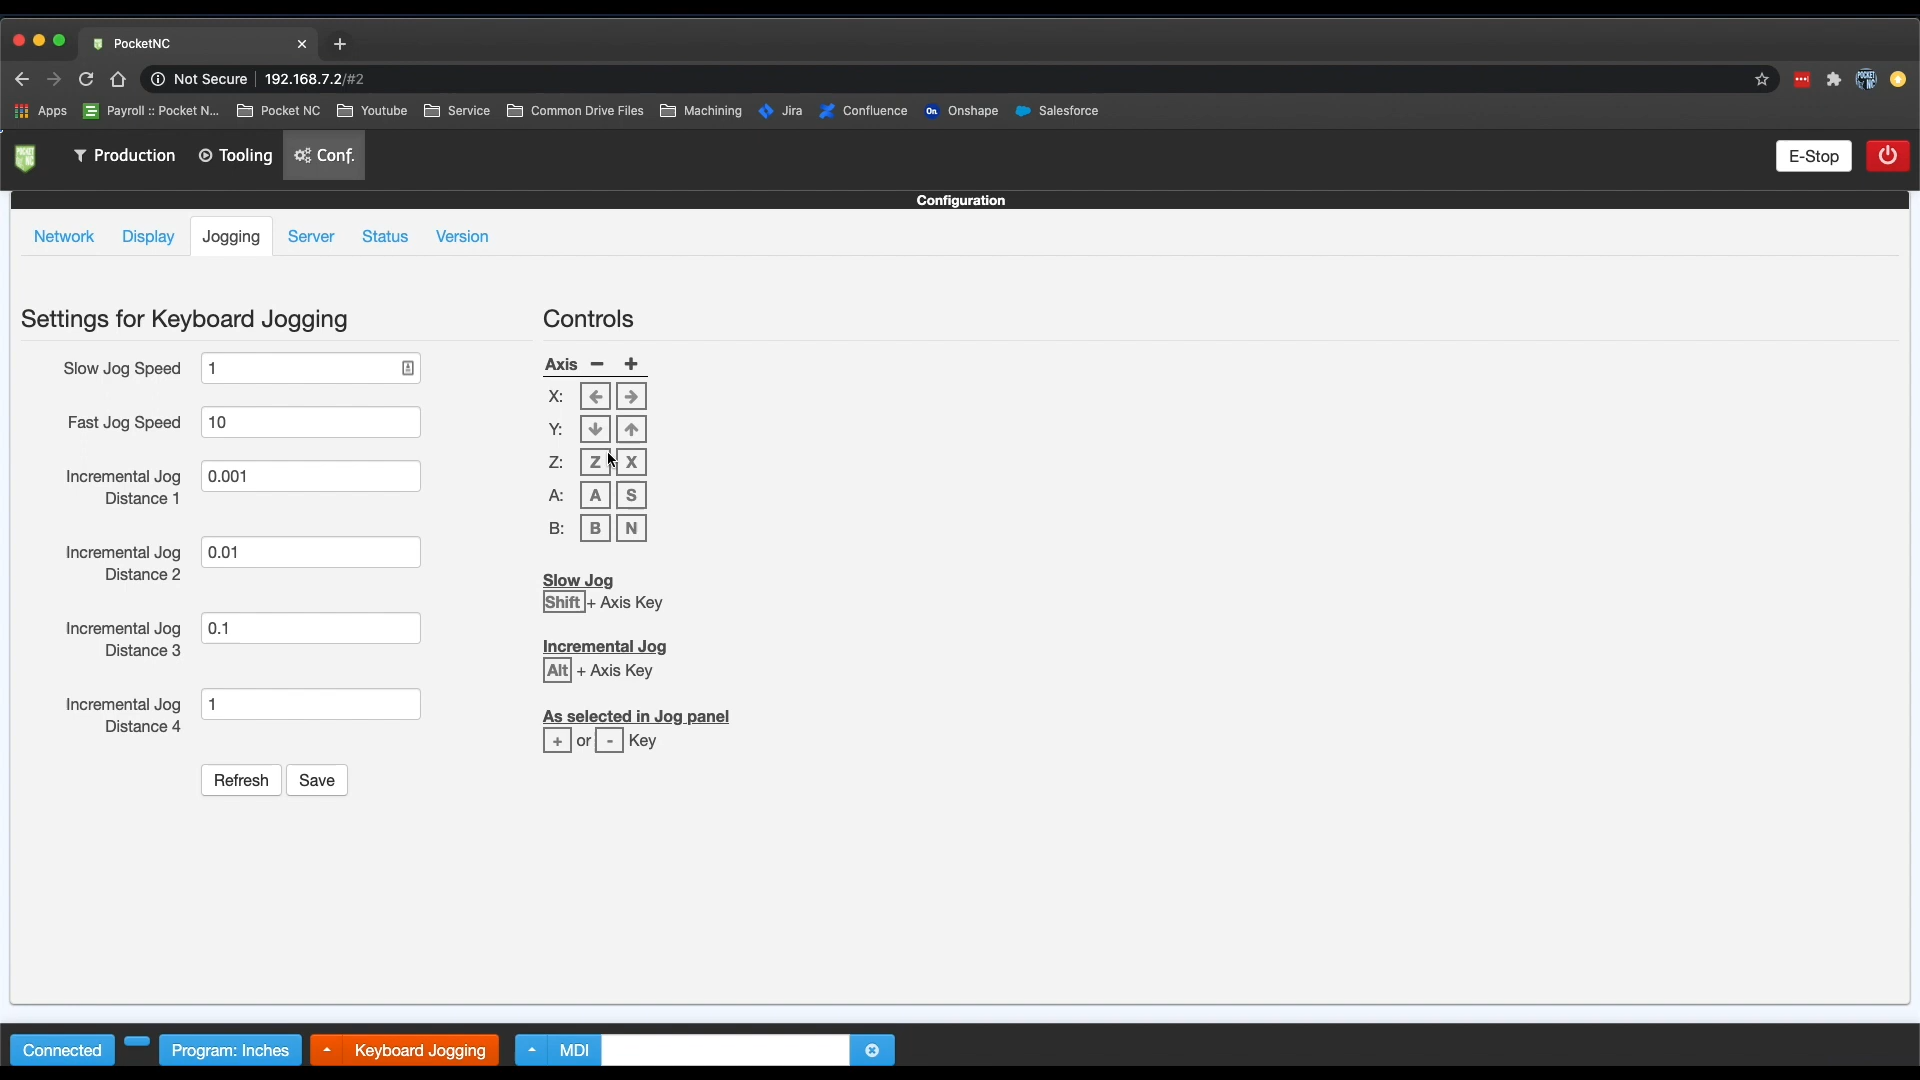 PocketNC
Not Secure 192.168.7.2/#2
Apps Payroll :: Pocket N... Pocket NC Youtube Service Common Drive Files Machining Jira Confluence On Onshape Salesforce
POCKET NC Production Tooling Conf. E-Stop
Configuration
Network Display Jogging Server Status Version
Settings for Keyboard Jogging
Slow Jog Speed 1
Fast Jog Speed 10
Incremental Jog 0.001
Distance 1
Incremental Jog 0.01
Distance 2
Incremental Jog 0.1
Distance 3
Incremental Jog 1
Distance 4
Refresh Save
Controls
Axis − +
X: ← →
Y: ↓ ↑
Z: Z X
A: A S
B: B N
Slow Jog
Shift + Axis Key
Incremental Jog
Alt + Axis Key
As selected in Jog panel
+ or - Key
Connected Program: Inches Keyboard Jogging MDI